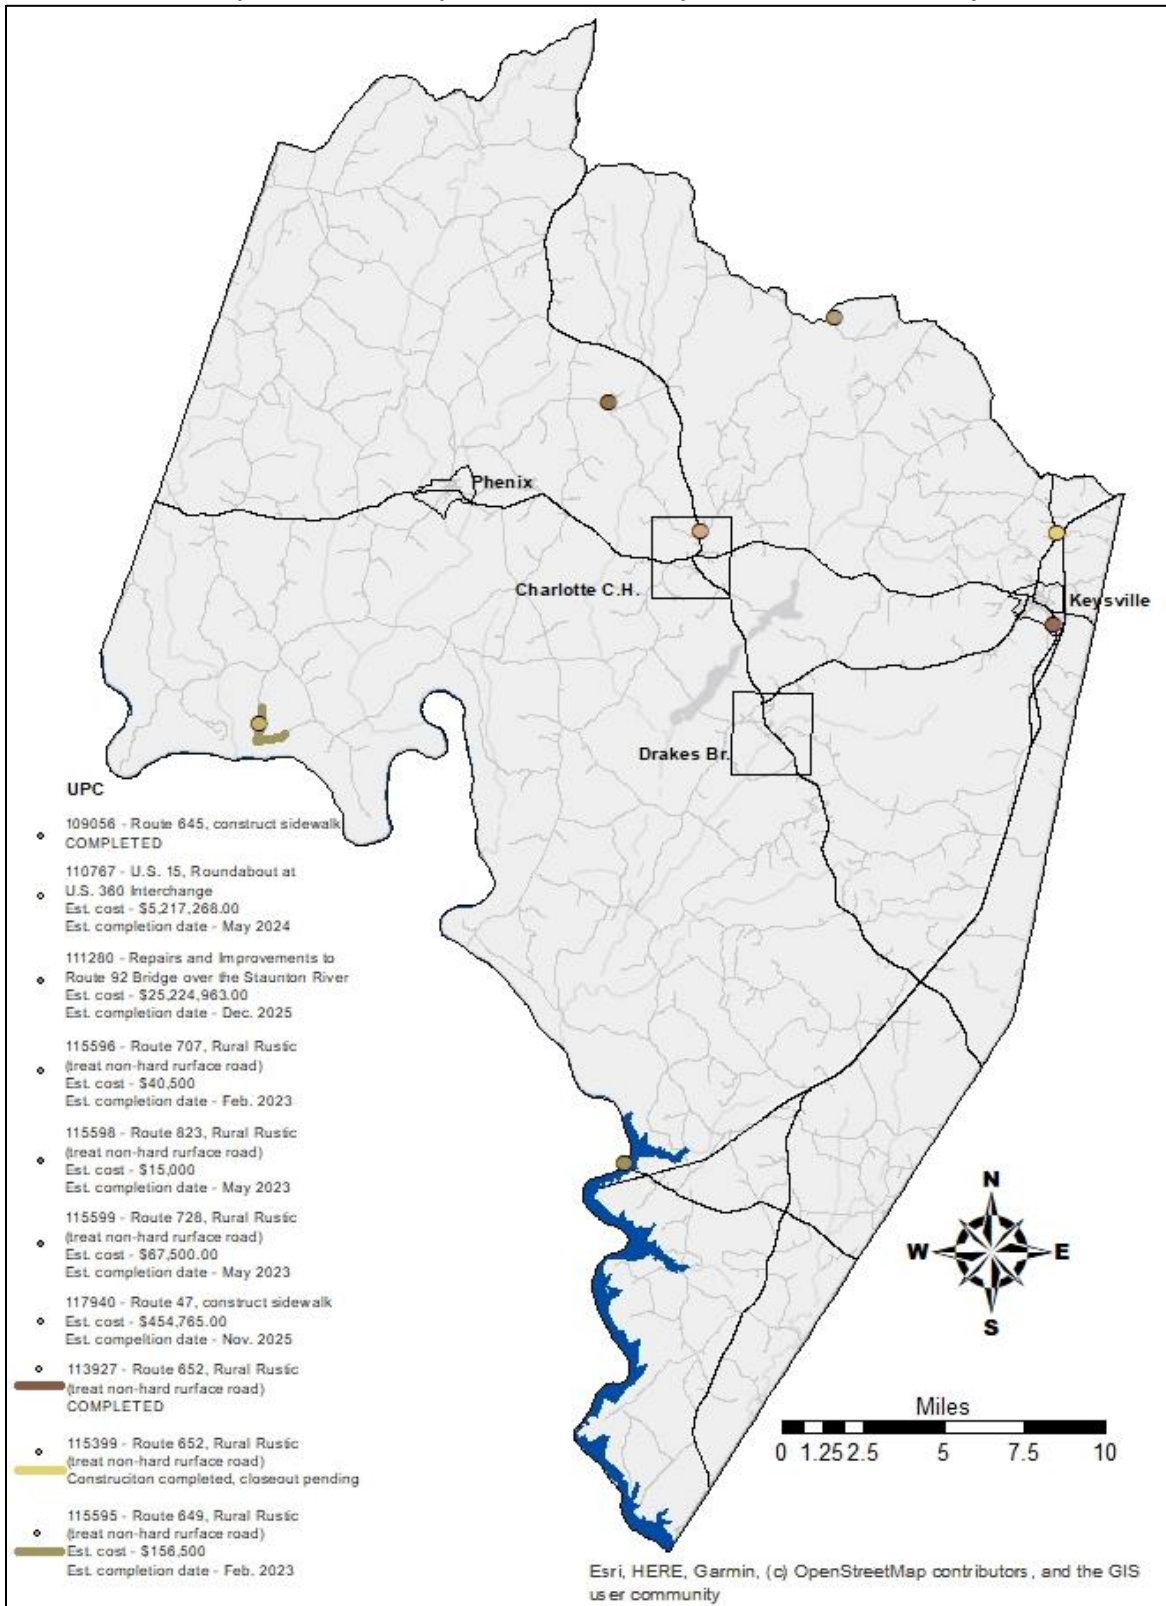 Phenix
Charlotte C.H.
Keysville
Drakes Br.
UPC
109056 - Route 645, construct sidewalk
COMPLETED
110767 - U.S. 15, Roundabout at
U.S. 360 Interchange
Est. cost - $5,217,268.00
Est. completion date - May 2024
111280 - Repairs and Improvements to
Route 92 Bridge over the Staunton River
Est. cost - $25,224,963.00
Est. completion date - Dec. 2025
115596 - Route 707, Rural Rustic
(treat non-hard rurface road)
Est. cost - $40,500
Est. completion date - Feb. 2023
115598 - Route 823, Rural Rustic
(treat non-hard rurface road)
Est. cost - $15,000
Est. completion date - May 2023
115599 - Route 728, Rural Rustic
(treat non-hard rurface road)
Est. cost - $67,500.00
Est. completion date - May 2023
117940 - Route 47, construct sidewalk
Est. cost - $454,765.00
Est. compeltion date - Nov. 2025
113927 - Route 652, Rural Rustic
(treat non-hard rurface road)
COMPLETED
115399 - Route 652, Rural Rustic
(treat non-hard rurface road)
Construciton completed, closeout pending
115595 - Route 649, Rural Rustic
(treat non-hard rurface road)
Est. cost - $156,500
Est. completion date - Feb. 2023
N
W E
S
Miles
0 1.25 2.5 5 7.5 10
Esri, HERE, Garmin, (c) OpenStreetMap contributors, and the GIS
user community